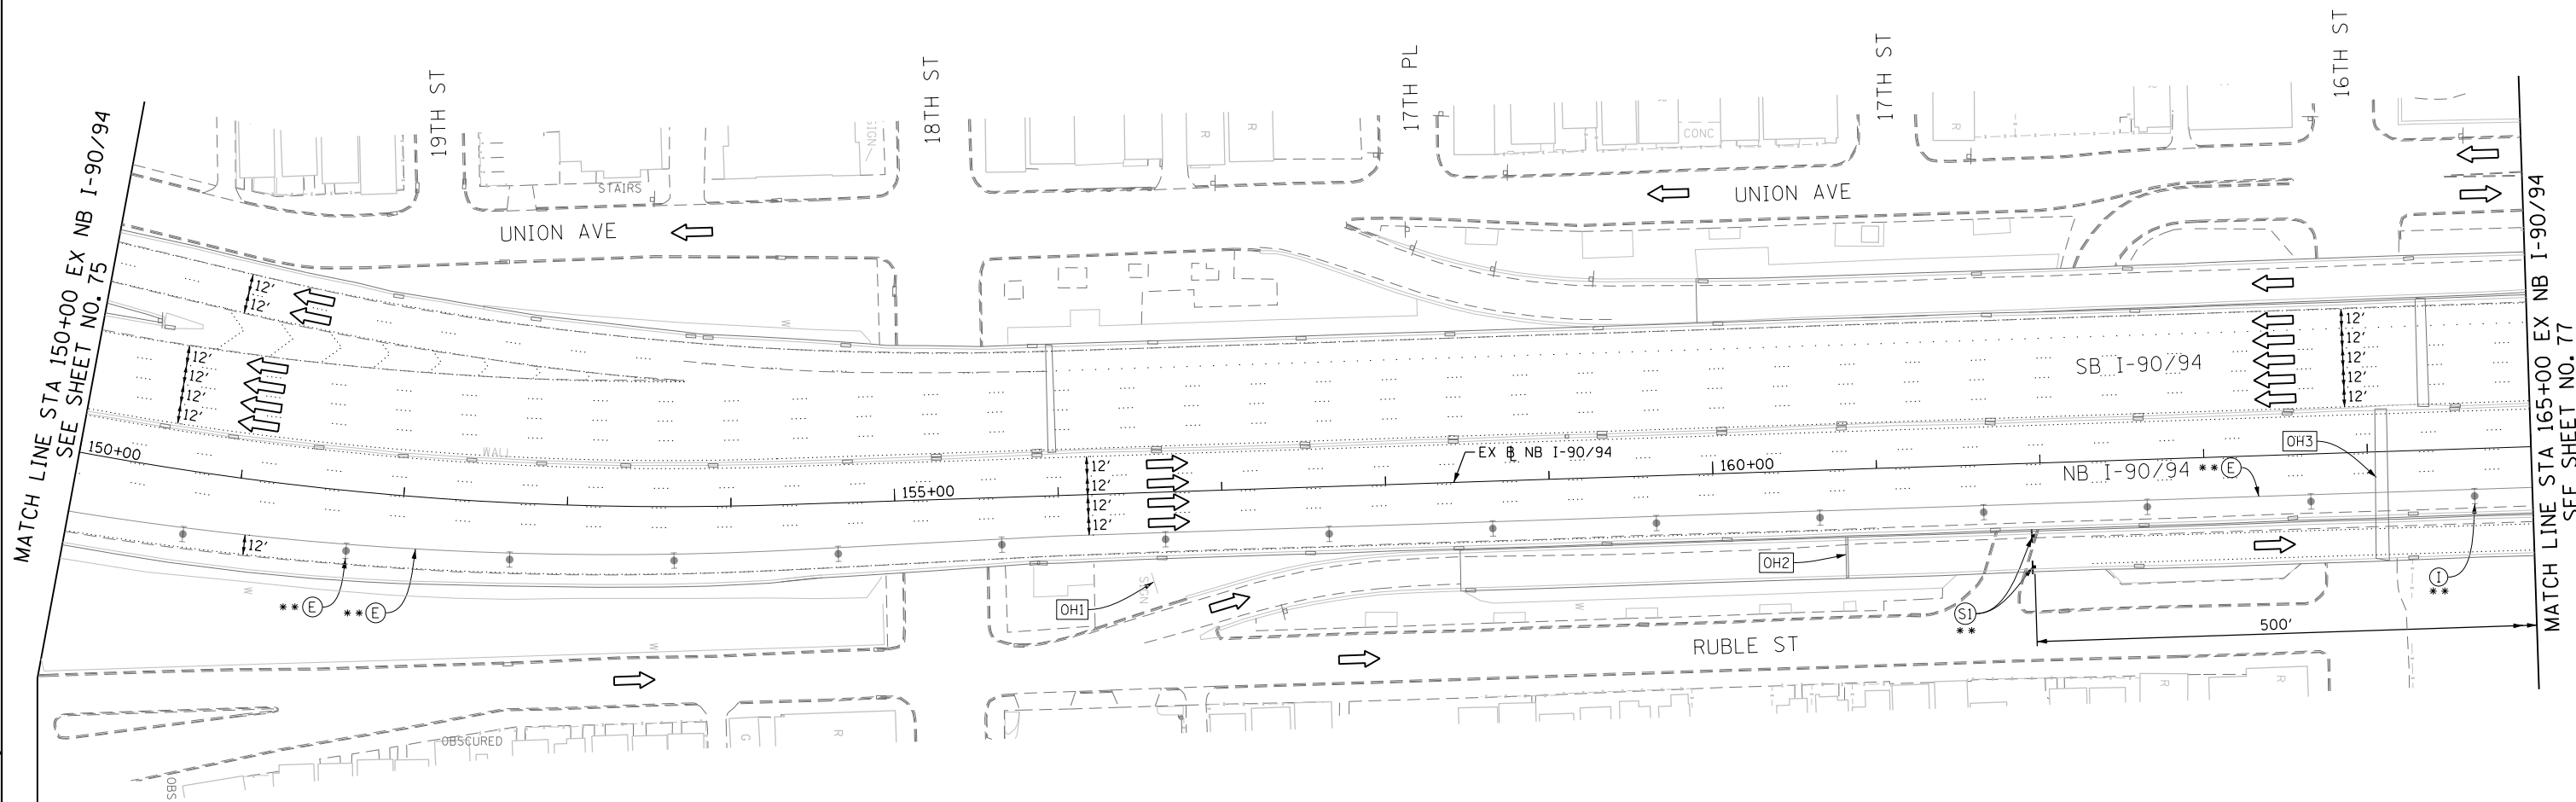 19TH ST
18TH ST
17TH PL
17TH ST
16TH ST
MATCH LINE STA 150+00 EX NB I-90/94
SEE SHEET NO. 75
SIGN
R
R
R
CONC
R
R
STAIRS
UNION AVE
UNION AVE
12'
12'
W
12'
12'
12'
12'
12'
12'
12'
12'
12'
SB I-90/94
WALL
150+00
155+00
EX B NB I-90/94
160+00
NB I-90/94
**
E
OH3
12'
12'
12'
12'
12'
W
** E
** E
OH1
SIGN
OH2
W
S1
**
I
**
500'
W
RUBLE ST
OBSCURED
OBS
G
R
R
R
MATCH LINE STA 165+00 EX NB I-90/94
SEE SHEET NO. 77